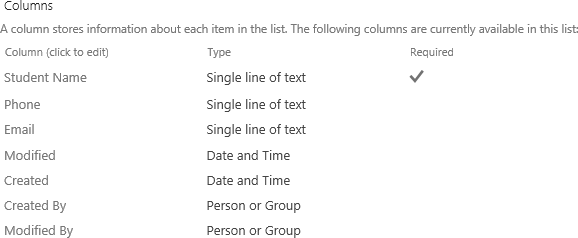 Columns
A column stores information about each item in the list. The following columns are currently available in this list:
Column (click to edit) Type Required
Student Name Single line of text
Phone Single line of text
Email Single line of text
Modified Date and Time
Created Date and Time
Created By Person or Group
Modified By Person or Group